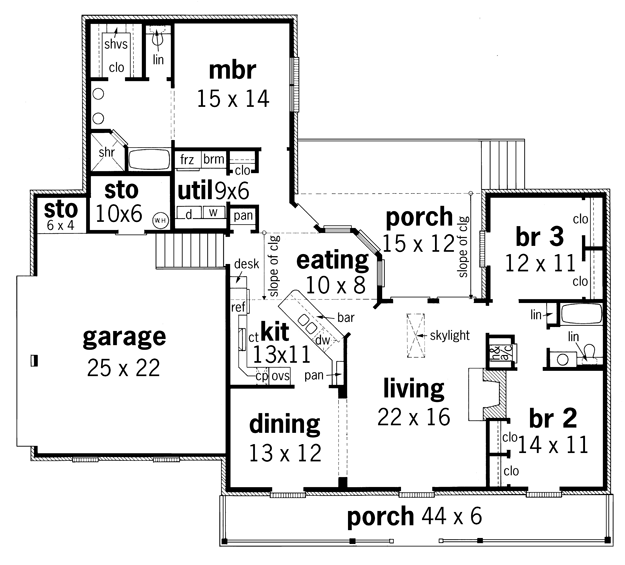 shvs
clo
lin
mbr
15 x 14
shr
frz
brm
clo
util 9x6
d
w
pan
sto
10x6
W.H
sto
6 x 4
slope of clg
porch
15 x 12
slope of clg
br 3
12 x 11
clo
clo
eating
10 x 8
desk
ref
kit
13x11
bar
dw
ct
cp
ovs
pan
skylight
lin
lin
h&
a/c
garage
25 x 22
living
22 x 16
dining
13 x 12
br 2
14 x 11
clo
clo
porch 44 x 6